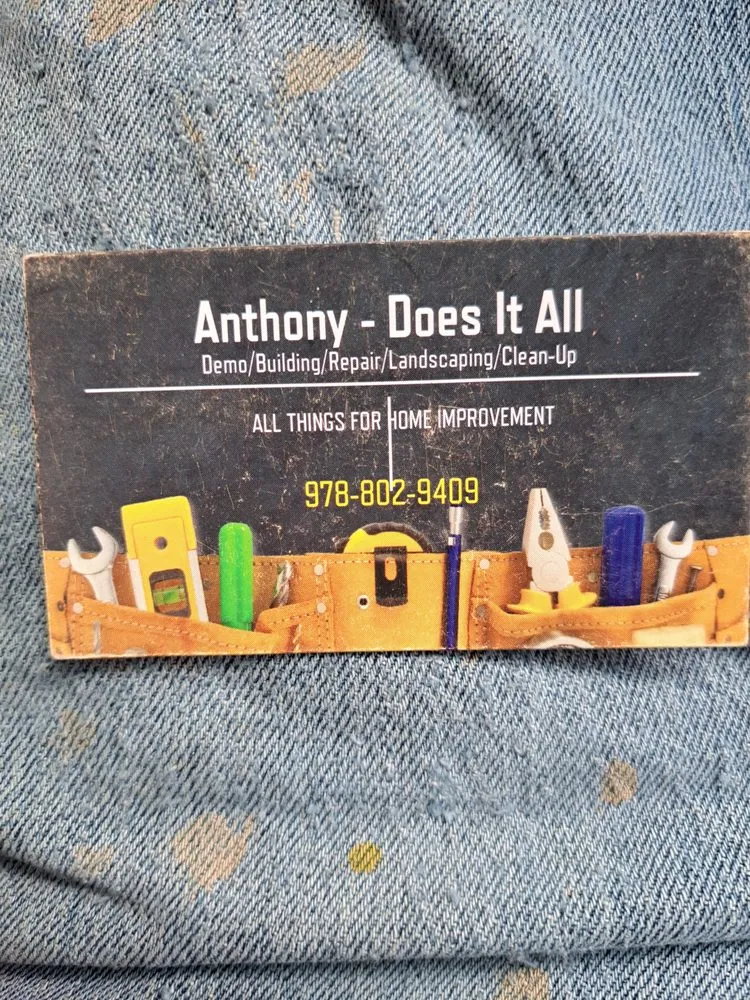 Anthony - Does It All
Demo/Building/Repair/Landscaping/Clean-Up
ALL THINGS FOR HOME IMPROVEMENT
978-802-9409